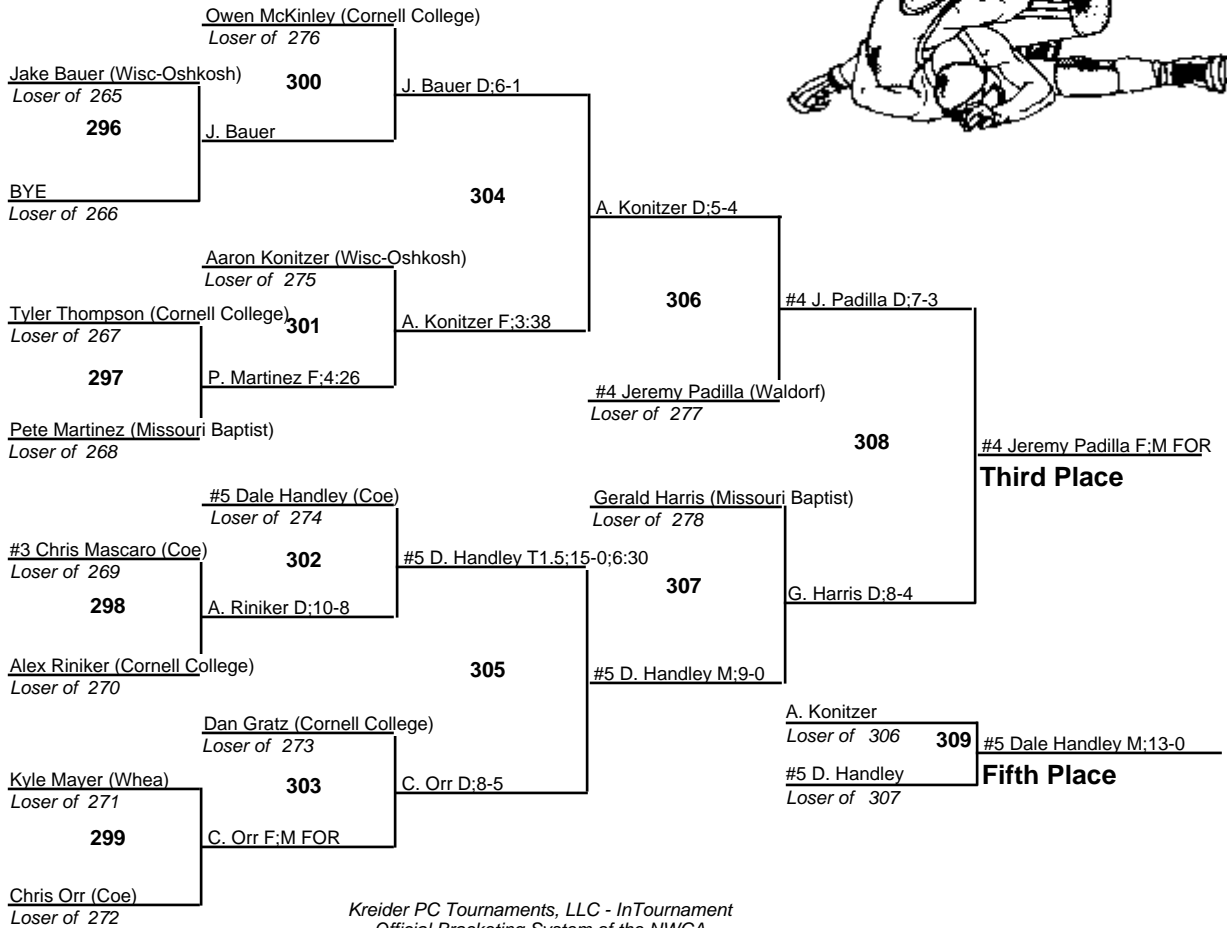 Owen McKinley (Cornell College)
Loser of 276
Jake Bauer (Wisc-Oshkosh)
Loser of 265
300
J. Bauer D;6-1
296
J. Bauer
BYE
Loser of 266
304
A. Konitzer D;5-4
Aaron Konitzer (Wisc-Oshkosh)
Loser of 275
Tyler Thompson (Cornell College)
Loser of 267
301
A. Konitzer F;3:38
306
#4 J. Padilla D;7-3
297
P. Martinez F;4:26
#4 Jeremy Padilla (Waldorf)
Loser of 277
Pete Martinez (Missouri Baptist)
Loser of 268
308
#4 Jeremy Padilla F;M FOR
Third Place
#5 Dale Handley (Coe)
Loser of 274
Gerald Harris (Missouri Baptist)
Loser of 278
#3 Chris Mascaro (Coe)
Loser of 269
302
#5 D. Handley T1.5;15-0;6:30
307
298
A. Riniker D;10-8
G. Harris D;8-4
Alex Riniker (Cornell College)
Loser of 270
305
#5 D. Handley M;9-0
Dan Gratz (Cornell College)
Loser of 273
A. Konitzer
Loser of 306
309
#5 Dale Handley M;13-0
Fifth Place
#5 D. Handley
Loser of 307
Kyle Mayer (Whea)
Loser of 271
303
C. Orr D;8-5
299
C. Orr F;M FOR
Chris Orr (Coe)
Loser of 272
Kreider PC Tournaments, LLC - InTournament
Official Bracketing System of the NWCA